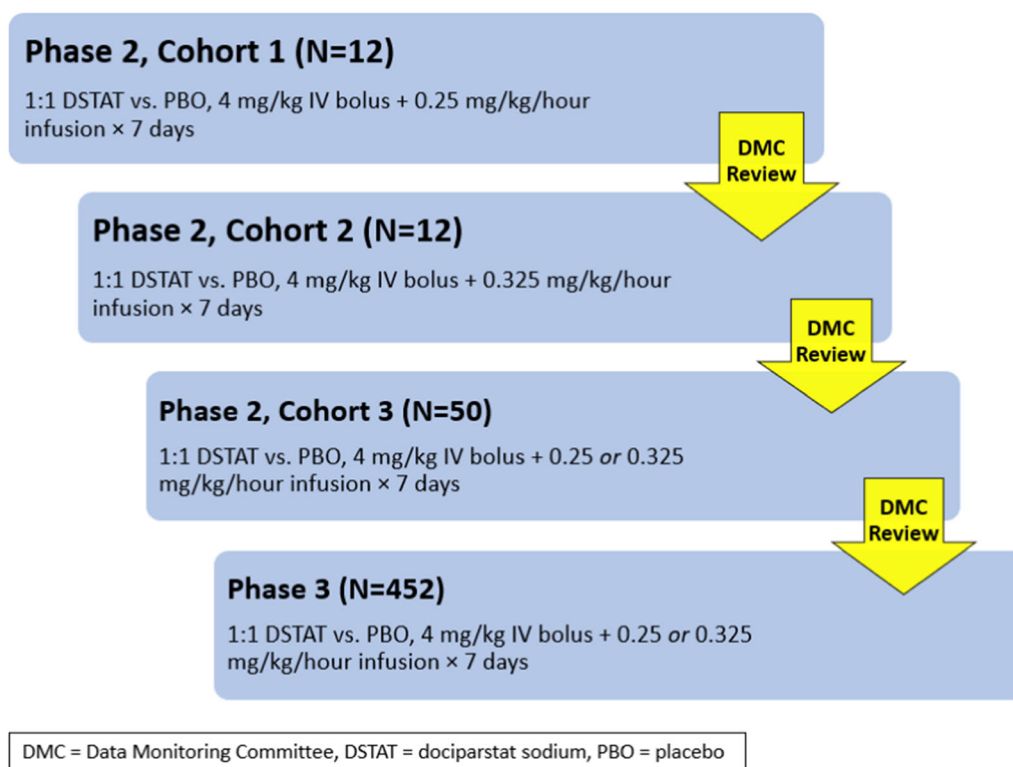 Phase 2, Cohort 1 (N=12)
1:1 DSTAT vs. PBO, 4 mg/kg IV bolus + 0.25 mg/kg/hour
infusion × 7 days
DMC
Review
Phase 2, Cohort 2 (N=12)
1:1 DSTAT vs. PBO, 4 mg/kg IV bolus + 0.325 mg/kg/hour
infusion × 7 days
DMC
Review
Phase 2, Cohort 3 (N=50)
1:1 DSTAT vs. PBO, 4 mg/kg IV bolus + 0.25 or 0.325
mg/kg/hour infusion × 7 days
DMC
Review
Phase 3 (N=452)
1:1 DSTAT vs. PBO, 4 mg/kg IV bolus + 0.25 or 0.325
mg/kg/hour infusion × 7 days
DMC = Data Monitoring Committee, DSTAT = dociparstat sodium, PBO = placebo